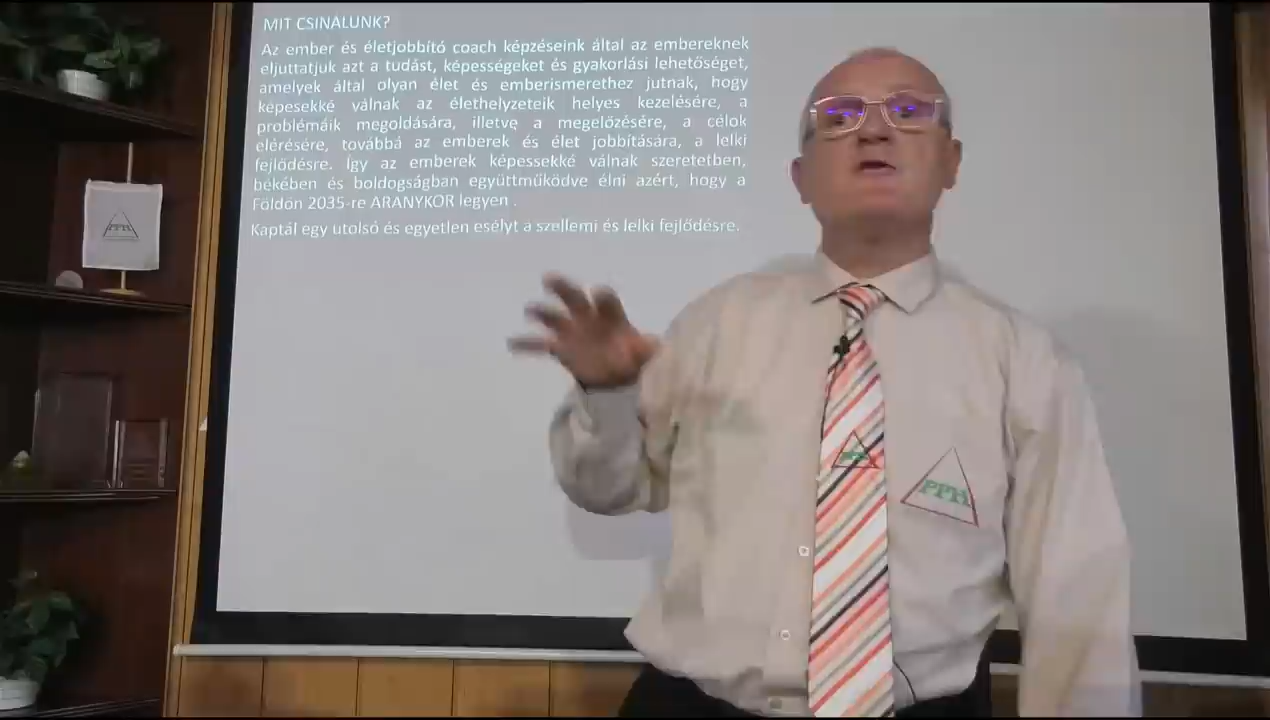 MIT CSINÁLUNK?
Az ember és életjobbító coach képzéseink által az embereknek
eljuttatjuk azt a tudást, képességeket és gyakorlási lehetőséget,
amelyek által olyan élet és emberismerethez jutnak, hogy
képesekké válnak az élethelyzeteik helyes kezelésére, a
problémáik megoldására, illetve a megelőzésére, a célok
elérésére, továbbá az emberek és élet jobbítására, a lelki
fejlődésre. Így az emberek képessekké válnak szeretetben,
békében és boldogságban együttműködve élni azért, hogy a
Földön 2035-re ARANYKOR legyen .
Kaptál egy utolsó és egyetlen esélyt a szellemi és lelki fejlődésre.
PPH